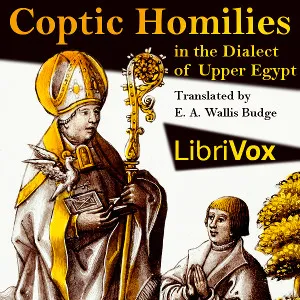 Coptic Homilies
in the Dialect
of Upper Egypt
Translated by
E. A. Wallis Budge
LibriVox